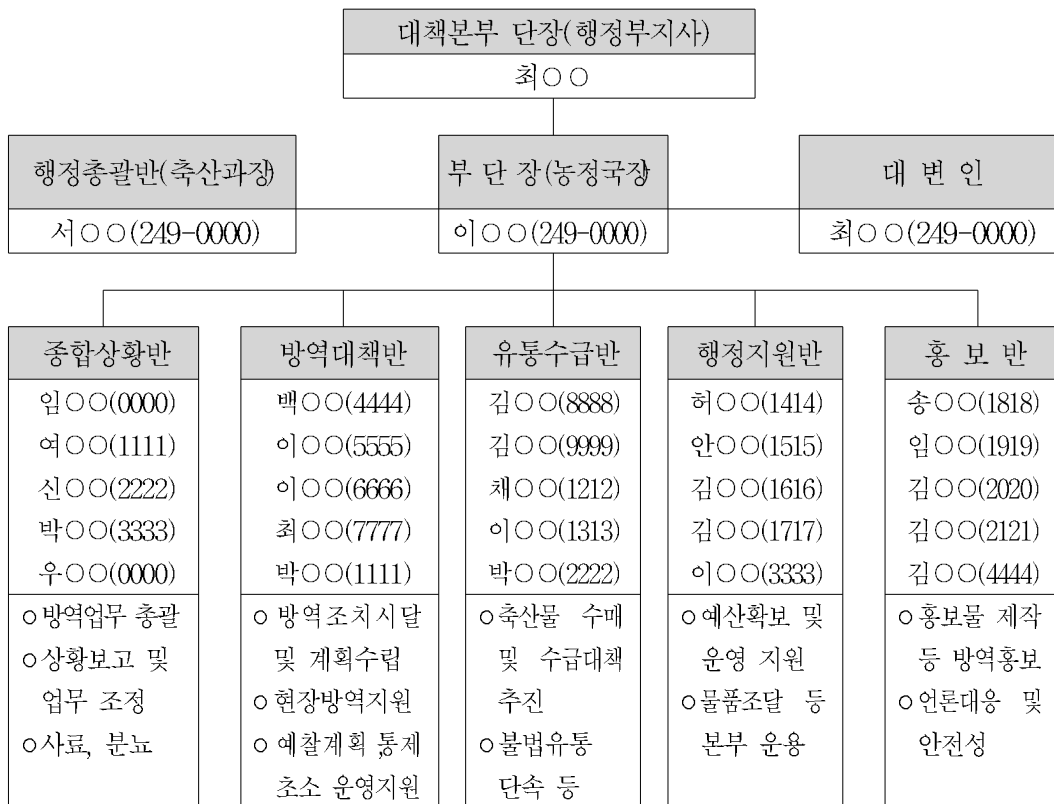 대책본부 단장(행정부지사)
최○○
행정총괄반(축산과장)
서○○(249-0000)
부 단 장(농정국장)
이○○(249-0000)
대 변 인
최○○(249-0000)
종합상황반
임○○(0000)
여○○(1111)
신○○(2222)
박○○(3333)
우○○(0000)
○방역업무 총괄
○상황보고 및
업무 조정
○사료, 분뇨
방역대책반
백○○(4444)
이○○(5555)
이○○(6666)
최○○(7777)
박○○(1111)
○ 방역조치시달
및 계획수립
○현장방역지원
○ 예찰계획,통제
초소 운영지원
유통수급반
김○○(8888)
김○○(9999)
채○○(1212)
이○○(1313)
박○○(2222)
○축산물 수매
및 수급대책
추진
○불법유통
단속 등
행정지원반
허○○(1414)
안○○(1515)
김○○(1616)
김○○(1717)
이○○(3333)
○예산확보 및
운영 지원
○물품조달 등
본부 운용
홍 보 반
송○○(1818)
임○○(1919)
김○○(2020)
김○○(2121)
김○○(4444)
○홍보물 제작
등 방역홍보
○언론대응 및
안전성